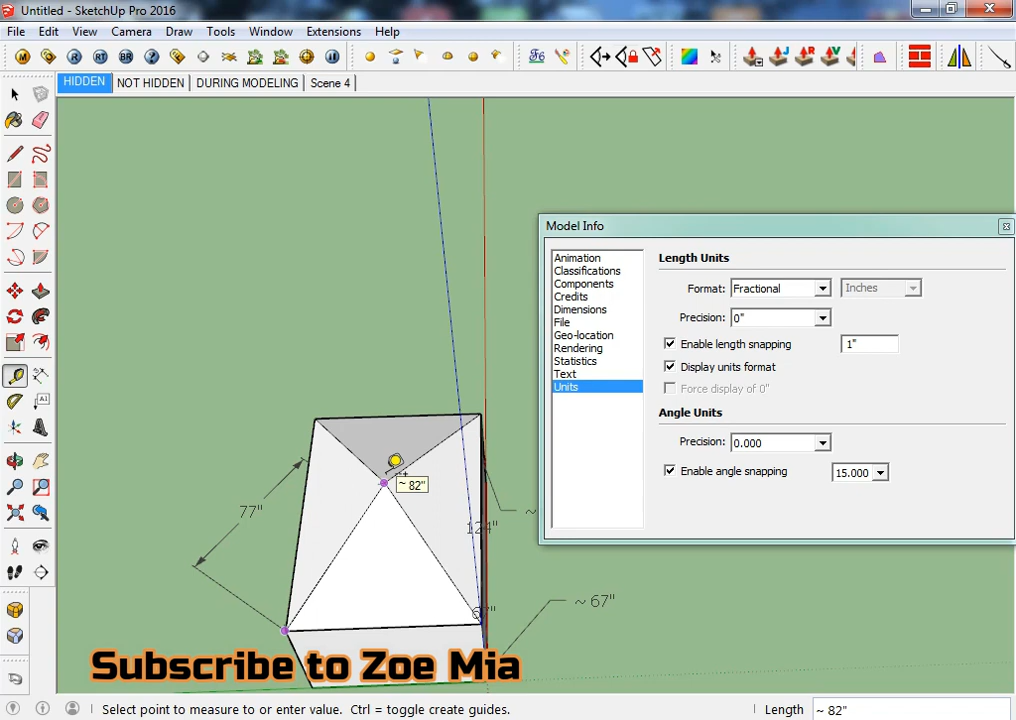 Untitled - SketchUp Pro 2016
File Edit View Camera Draw Tools Window Extensions Help
M R RT BR ?
J R V
HIDDEN NOT HIDDEN DURING MODELING Scene 4
Model Info
Animation
Classifications
Components
Credits
Dimensions
File
Geo-location
Rendering
Statistics
Text
Units
Length Units
Format: Fractional Inches
Precision: 0"
Enable length snapping 1"
Display units format
Force display of 0"
Angle Units
Precision: 0.000
Enable angle snapping 15.000
~ 82"
77"
124"
~
~ 67"
Subscribe to Zoe Mia
Select point to measure to or enter value. Ctrl = toggle create guides.
Length ~ 82"